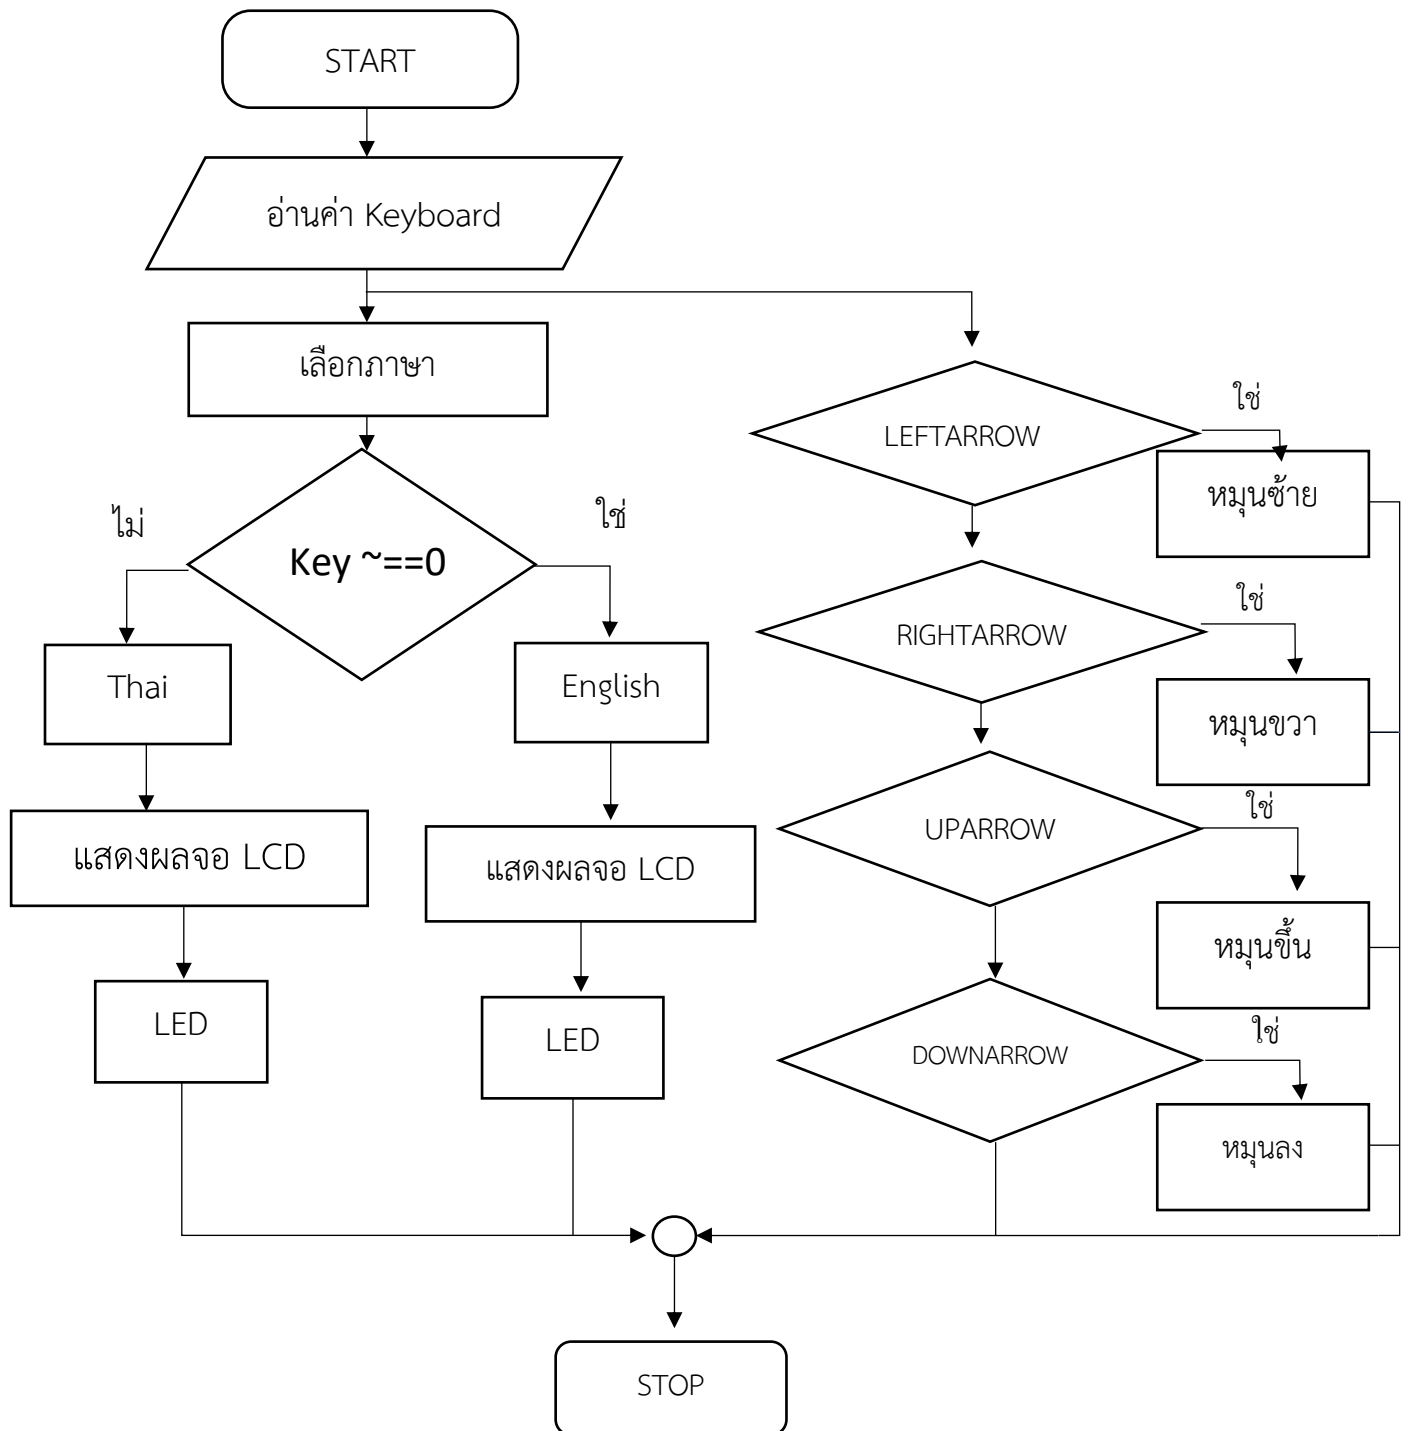 START
อ่านค่า Keyboard
เลือกภาษา
Key ~==0
ไม่
ใช่
Thai
English
แสดงผลจอ LCD
แสดงผลจอ LCD
LED
LED
LEFTARROW
ใช่
หมุนซ้าย
RIGHTARROW
ใช่
หมุนขวา
UPARROW
ใช่
หมุนขึ้น
DOWNARROW
ใช่
หมุนลง
STOP